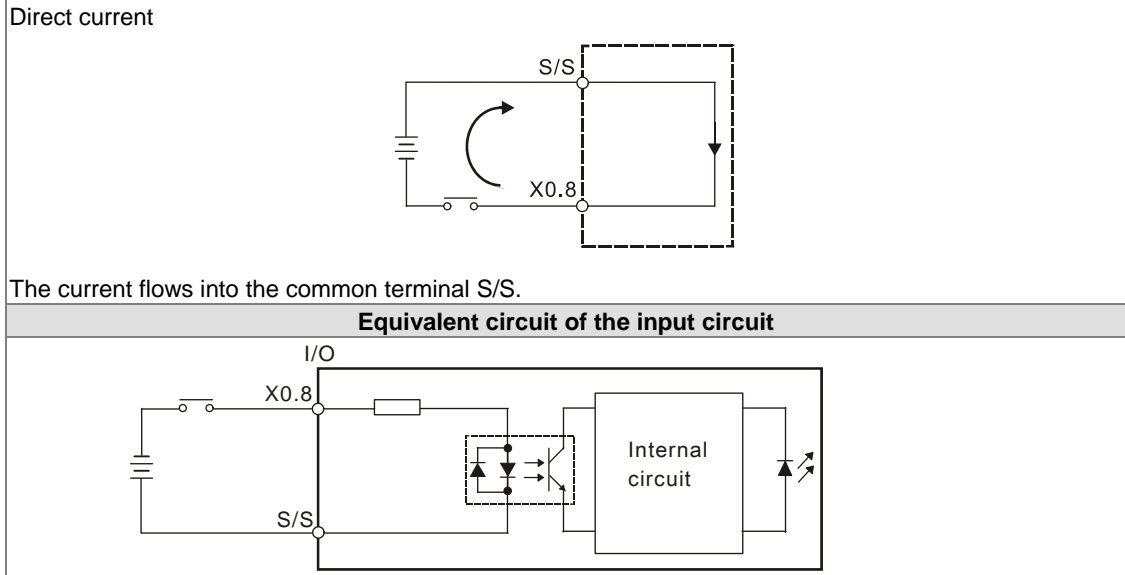 Direct current
S/S
X0.8
The current flows into the common terminal S/S.
Equivalent circuit of the input circuit
I/O
X0.8
Internal
circuit
S/S